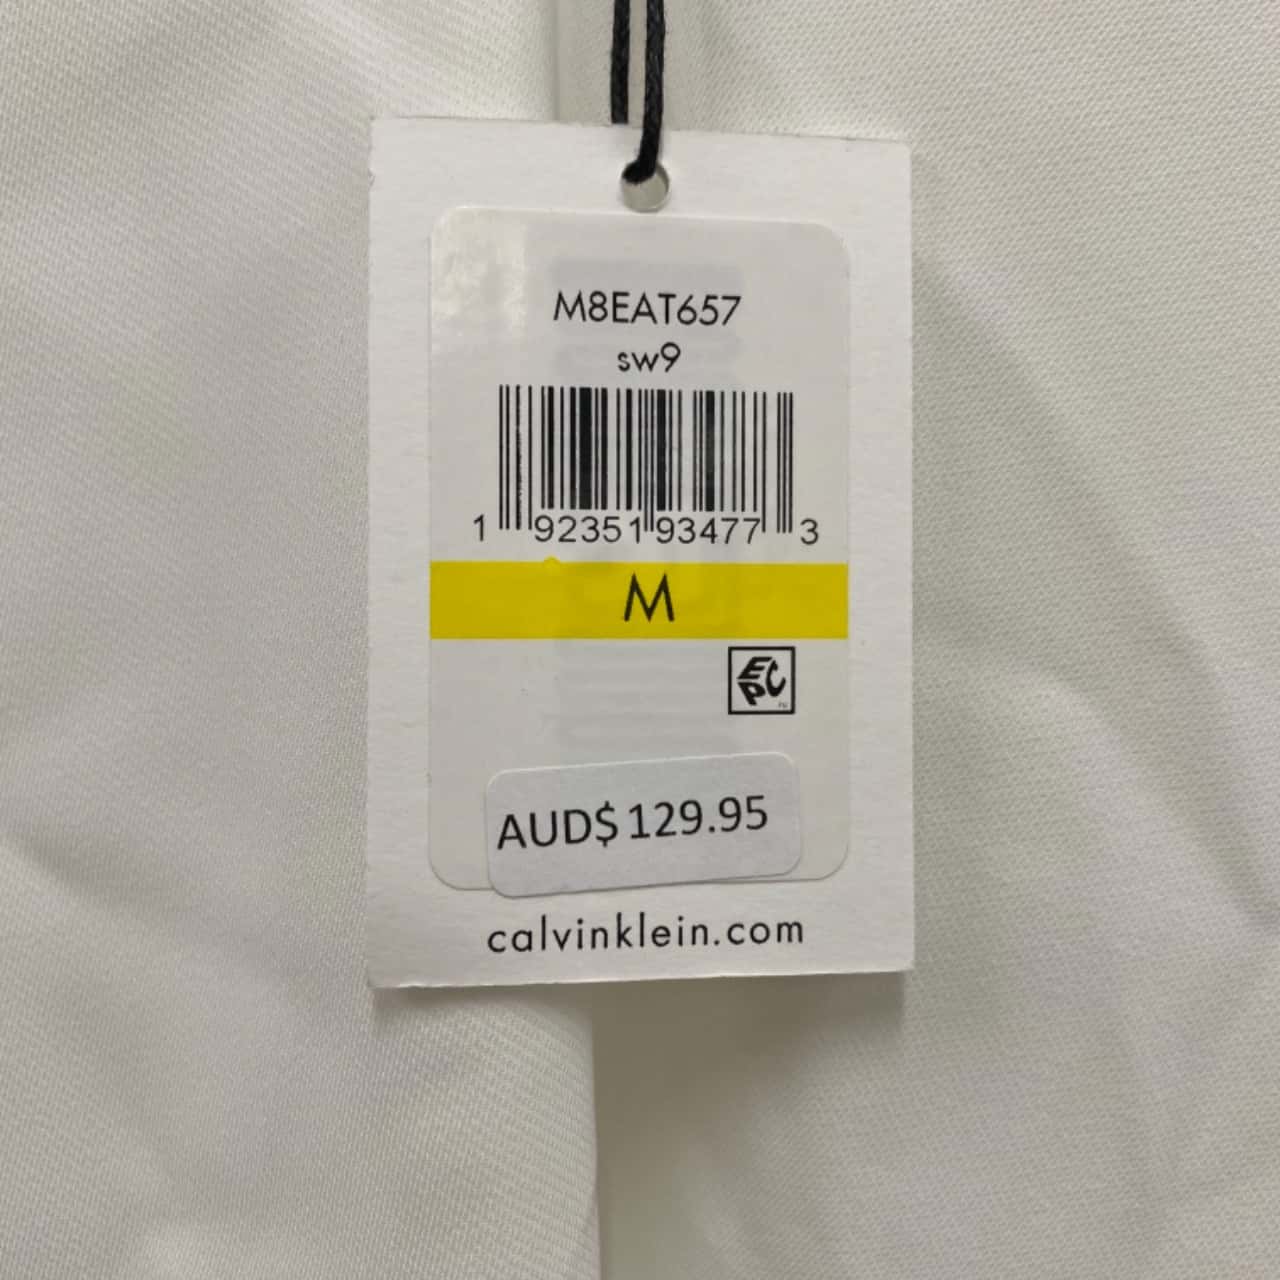 M8EAT657
sw9
1 92351 93477 3
M
EPC
AUD$ 129.95
calvinklein.com